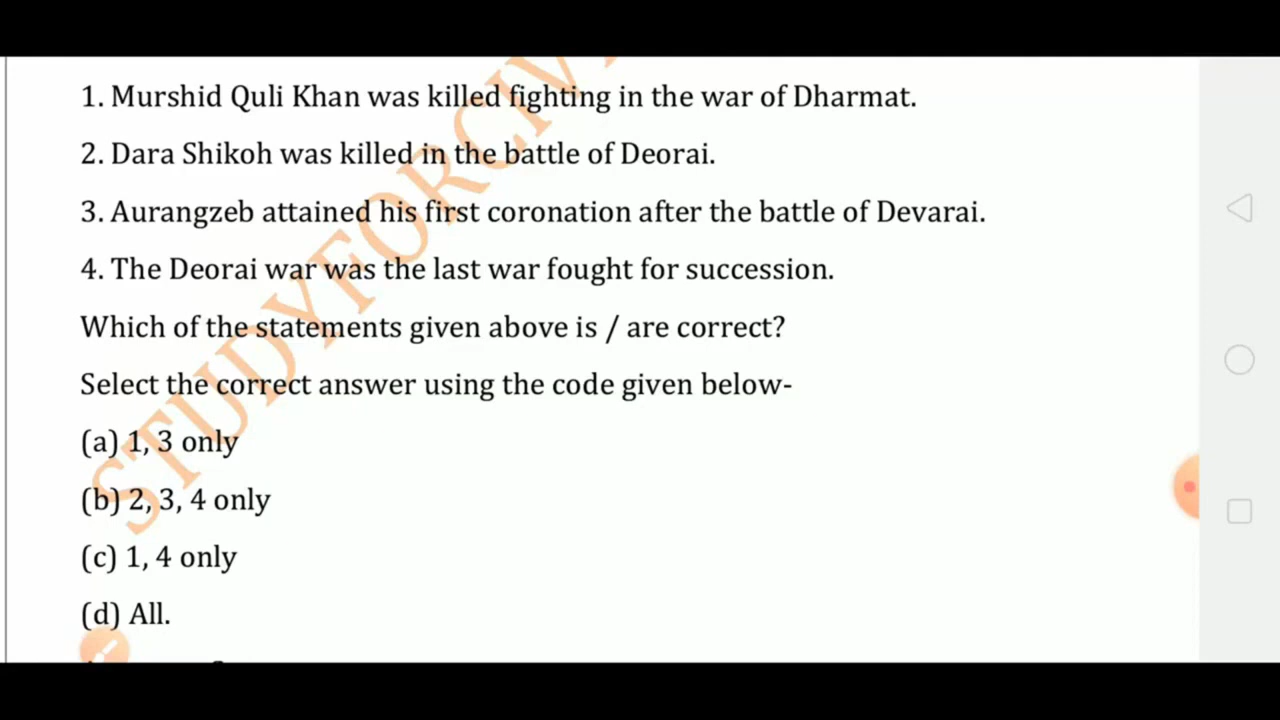 1. Murshid Quli Khan was killed fighting in the war of Dharmat.
2. Dara Shikoh was killed in the battle of Deorai.
3. Aurangzeb attained his first coronation after the battle of Devarai.
4. The Deorai war was the last war fought for succession.
Which of the statements given above is / are correct?
Select the correct answer using the code given below-
(a) 1, 3 only
(b) 2, 3, 4 only
(c) 1, 4 only
(d) All.
STUDYFORCIV